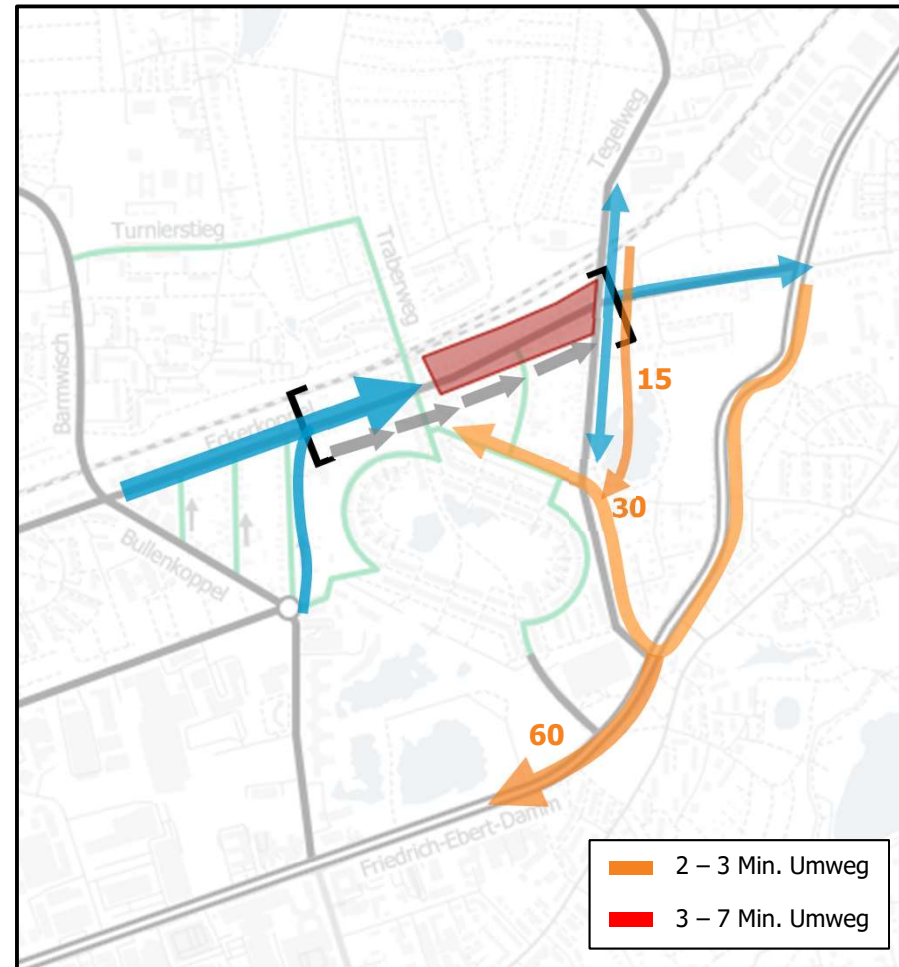 Tegelweg
Turnierstieg
Traberweg
Barnwisch
Eckerkoppel
15
30
Bullenkoppel
60
Friedrich-Ebert-Damm
2 – 3 Min. Umweg
3 – 7 Min. Umweg